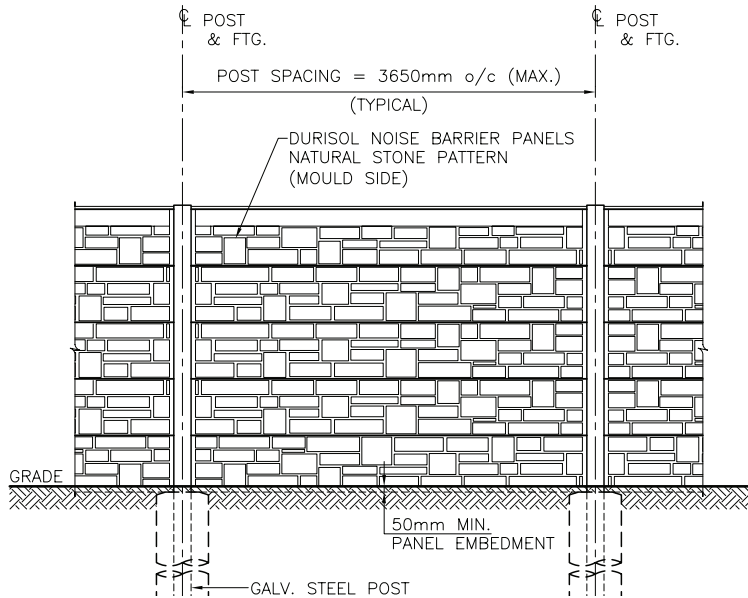 ℄ POST
& FTG.
℄ POST
& FTG.
POST SPACING = 3650mm o/c (MAX.)
(TYPICAL)
DURISOL NOISE BARRIER PANELS
NATURAL STONE PATTERN
(MOULD SIDE)
GRADE
50mm MIN.
PANEL EMBEDMENT
GALV. STEEL POST